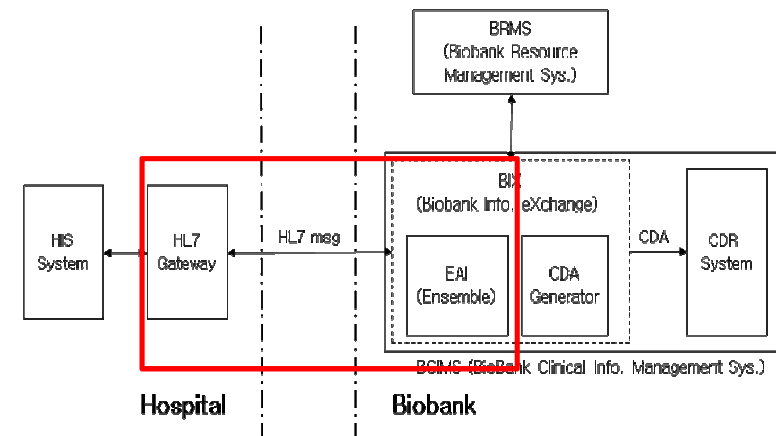 BRMS
(Biobank Resource
Management Sys.)
BIX
(Biobank Info. eXchange)
HIS
System
HL7
Gateway
HL7 msg
EAI
(Ensemble)
CDA
Generator
CDA
CDR
System
BCIMS (BioBank Clinical Info. Management Sys.)
Hospital
Biobank